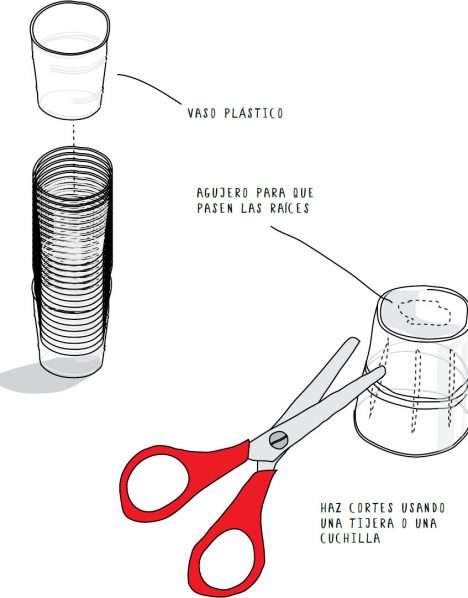 VASO PLÁSTICO
AGUJERO PARA QUE
PASEN LAS RAÍCES
HAZ CORTES USANDO
UNA TIJERA O UNA
CUCHILLA